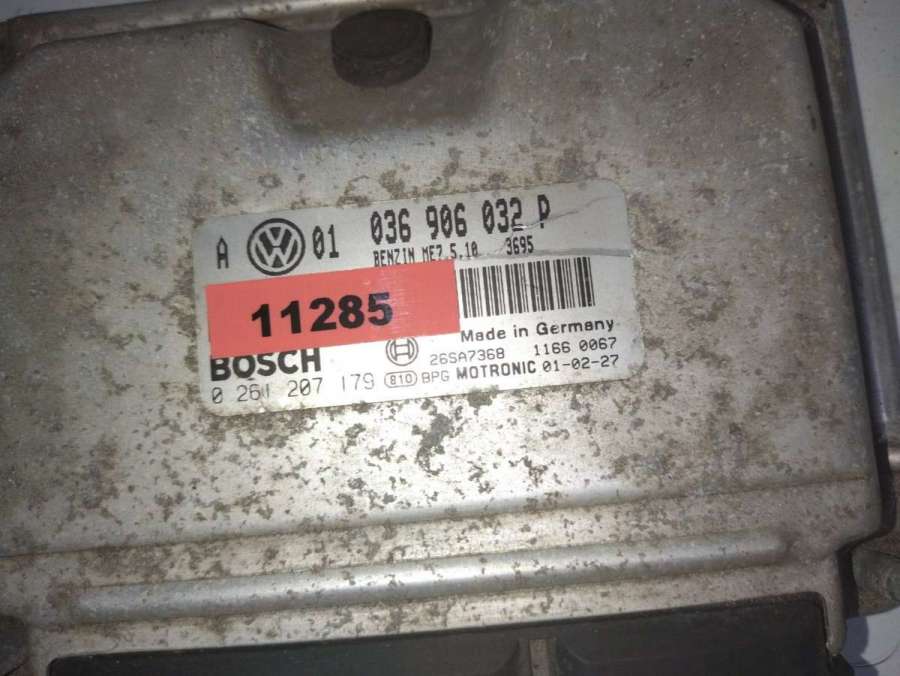 A VW 01 036 906 032 P
BENZIN ME7.5.10 3695
11285
Made in Germany
BOSCH 26SA7368 1166 0067
0 261 207 179 810 BPG MOTRONIC 01-02-27